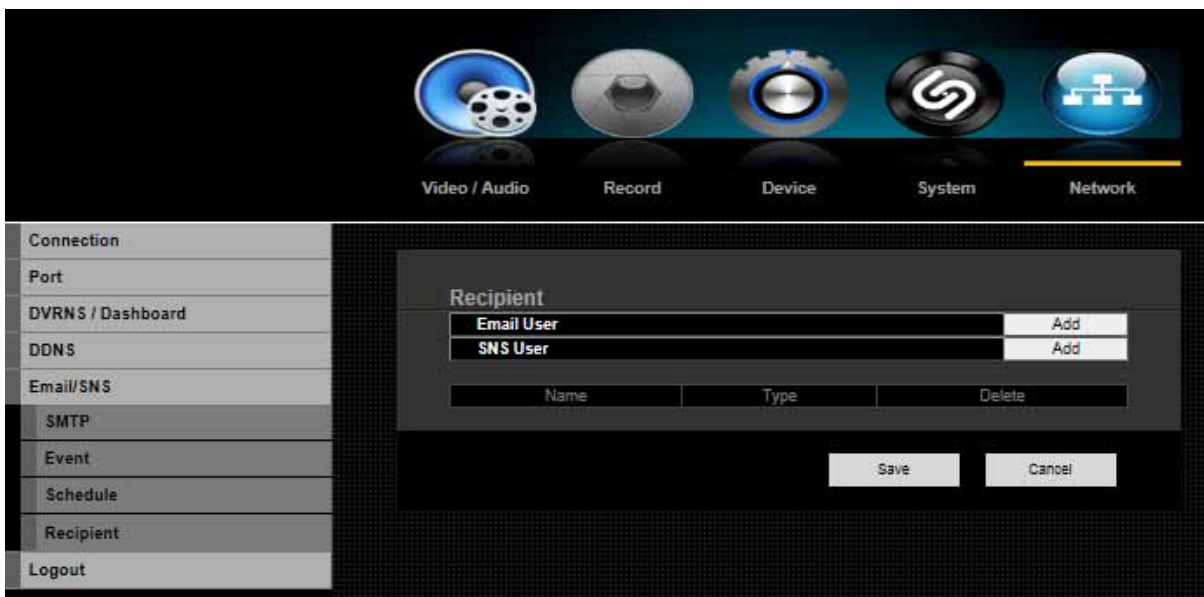 Video / Audio Record Device System Network
Connection
Port
DVRNS / Dashboard
DDNS
Email/SNS
SMTP
Event
Schedule
Recipient
Logout
Recipient
Email User Add
SNS User Add
Name Type Delete
Save Cancel